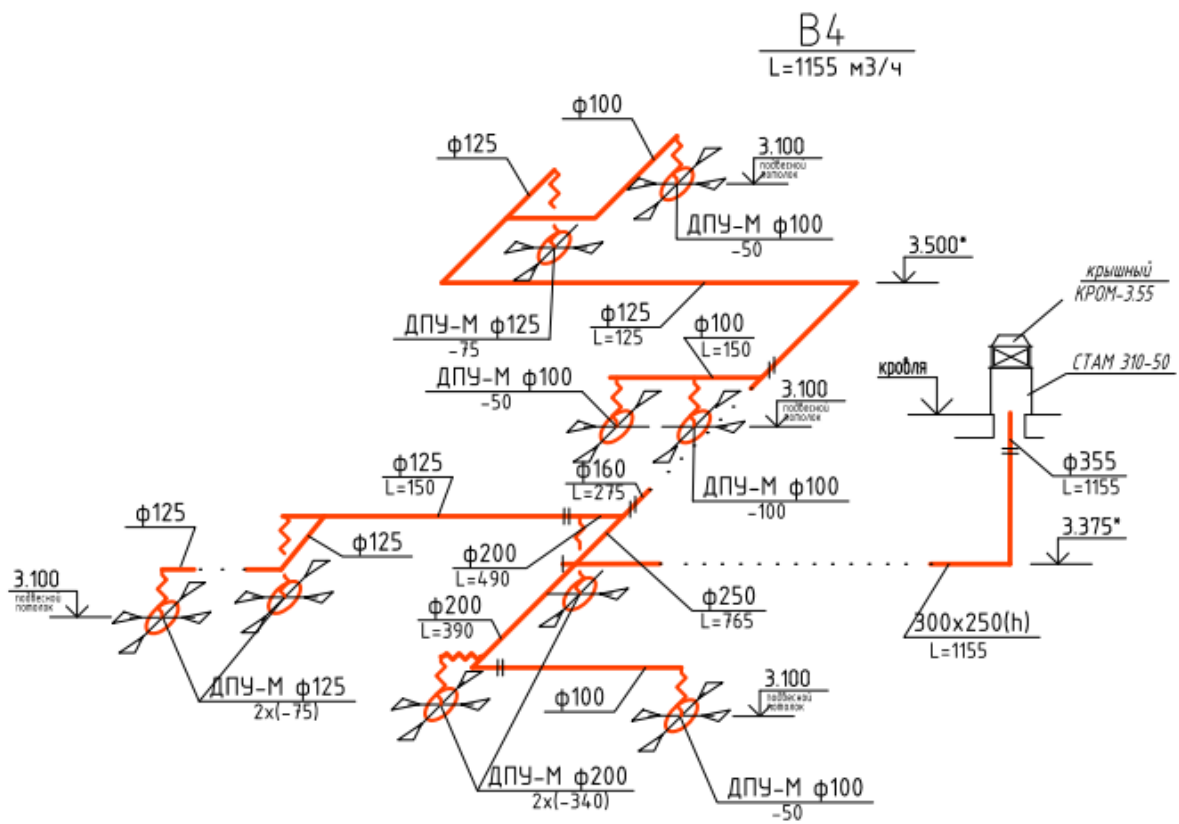 В4
L=1155 м3/ч
ф100
ф125
3.100
подвесной
потолок
ДПУ-М ф100
-50
3.500*
крышный
КРОМ-3.55
ДПУ-М ф125
-75
ф125
L=125
ф100
L=150
кровля
СТАМ 310-50
ДПУ-М ф100
-50
3.100
подвесной
потолок
ф125
L=150
ф160
L=275
ДПУ-М ф100
-100
ф355
L=1155
ф125
ф125
ф200
L=490
3.375*
3.100
подвесной
потолок
ф200
L=390
ф250
L=765
300x250(h)
L=1155
ДПУ-М ф125
2x(-75)
ф100
3.100
подвесной
потолок
ДПУ-М ф200
2x(-340)
ДПУ-М ф100
-50